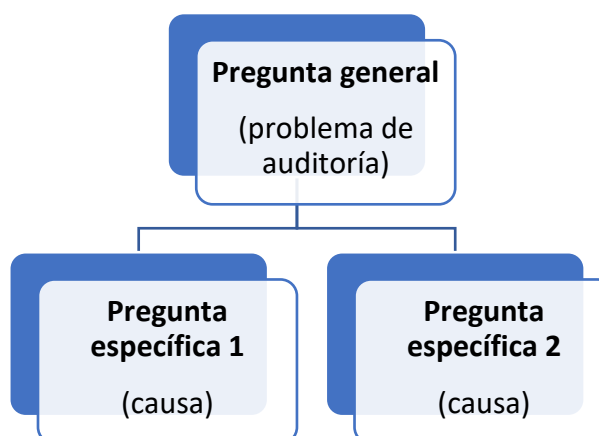 Pregunta general
(problema de
auditoría)
Pregunta
específica 1
(causa)
Pregunta
específica 2
(causa)